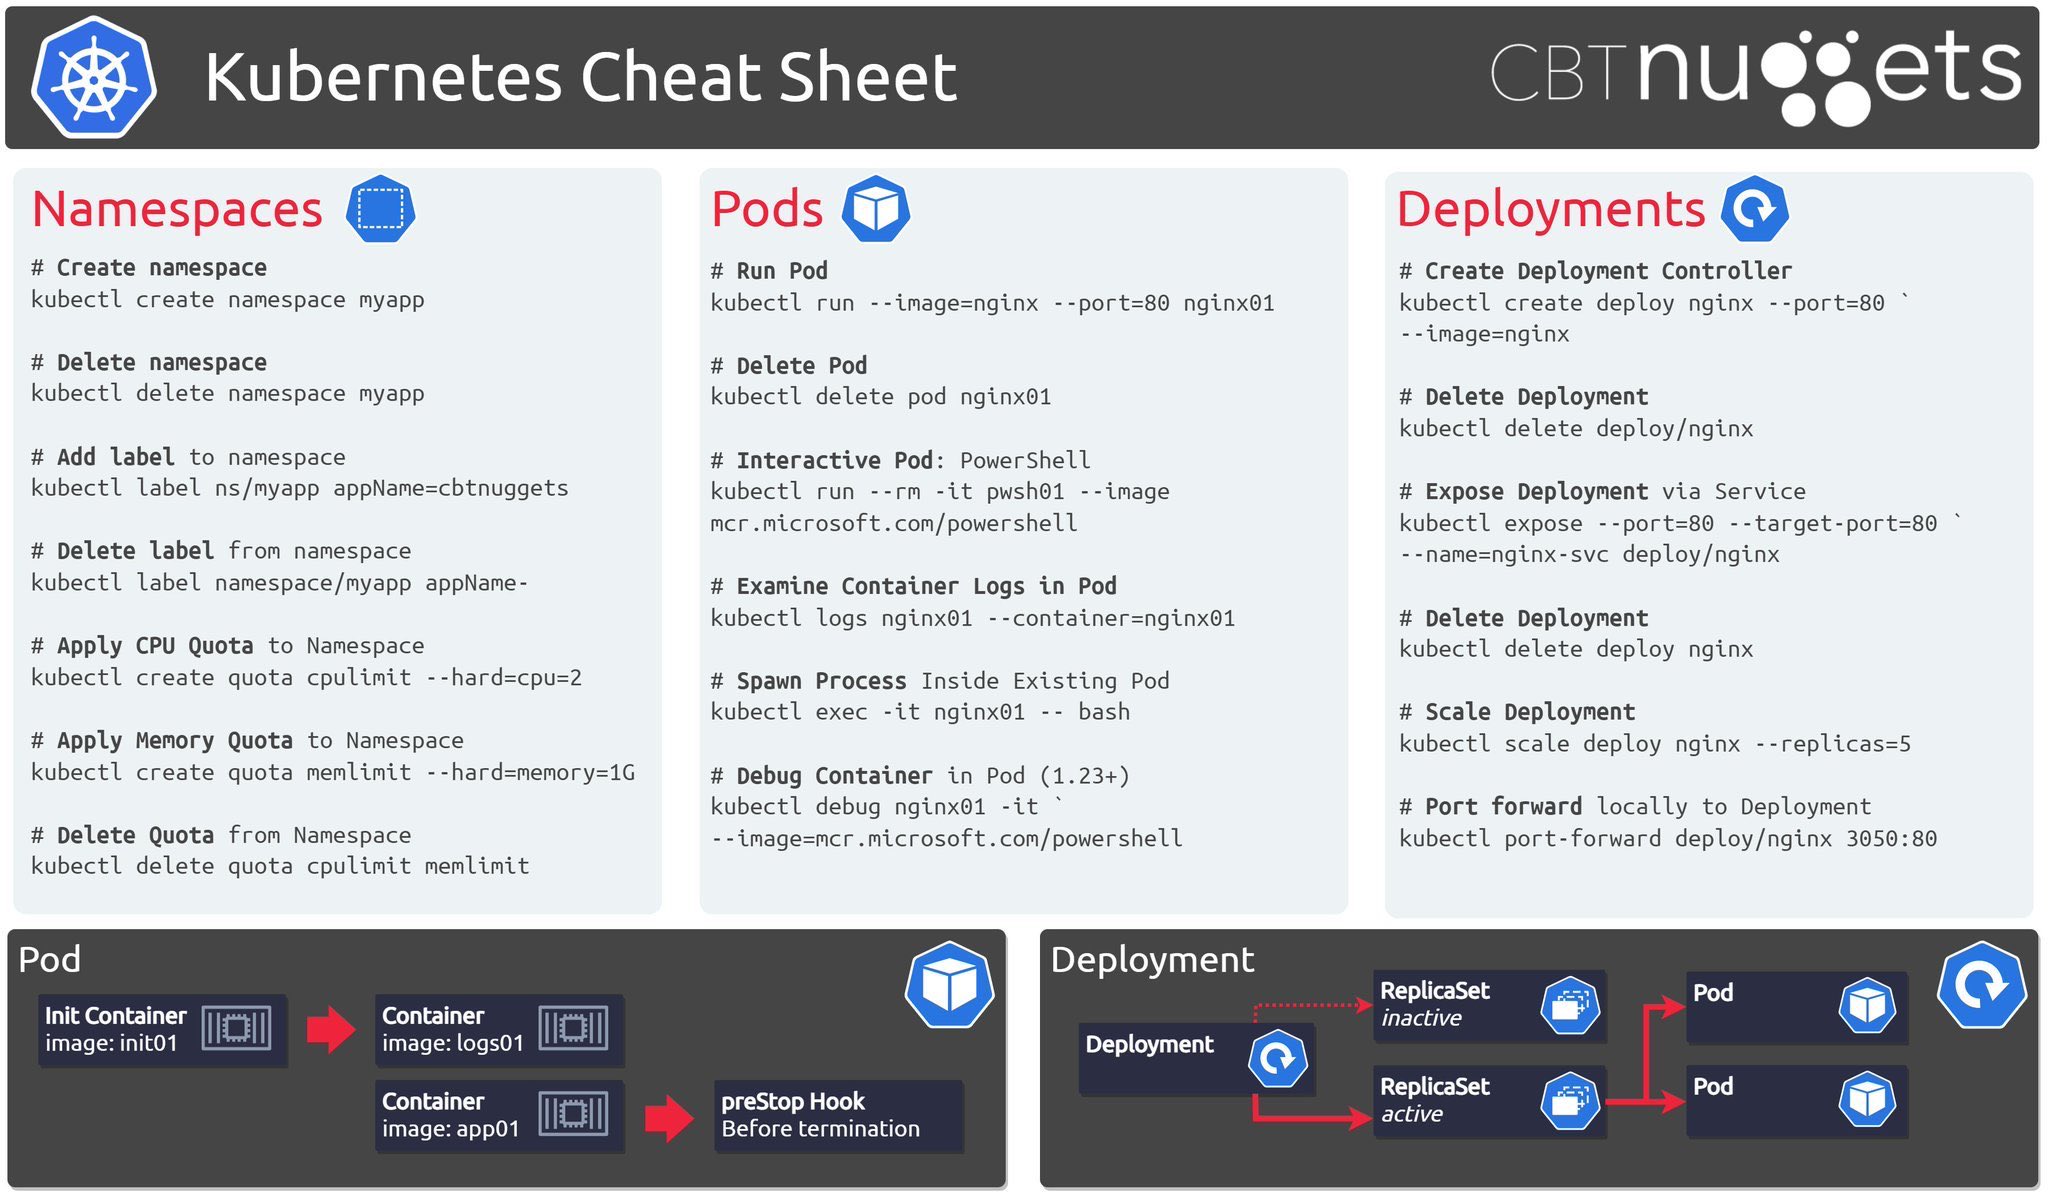 Kubernetes Cheat Sheet
CBTnuggets
Namespaces
# Create namespace
kubectl create namespace myapp
# Delete namespace
kubectl delete namespace myapp
# Add label to namespace
kubectl label ns/myapp appName=cbtnuggets
# Delete label from namespace
kubectl label namespace/myapp appName-
# Apply CPU Quota to Namespace
kubectl create quota cpulimit --hard=cpu=2
# Apply Memory Quota to Namespace
kubectl create quota memlimit --hard=memory=1G
# Delete Quota from Namespace
kubectl delete quota cpulimit memlimit
Pods
# Run Pod
kubectl run --image=nginx --port=80 nginx01
# Delete Pod
kubectl delete pod nginx01
# Interactive Pod: PowerShell
kubectl run --rm -it pwsh01 --image
mcr.microsoft.com/powershell
# Examine Container Logs in Pod
kubectl logs nginx01 --container=nginx01
# Spawn Process Inside Existing Pod
kubectl exec -it nginx01 -- bash
# Debug Container in Pod (1.23+)
kubectl debug nginx01 -it `
--image=mcr.microsoft.com/powershell
Deployments
# Create Deployment Controller
kubectl create deploy nginx --port=80 `
--image=nginx
# Delete Deployment
kubectl delete deploy/nginx
# Expose Deployment via Service
kubectl expose --port=80 --target-port=80 `
--name=nginx-svc deploy/nginx
# Delete Deployment
kubectl delete deploy nginx
# Scale Deployment
kubectl scale deploy nginx --replicas=5
# Port forward locally to Deployment
kubectl port-forward deploy/nginx 3050:80
Pod
Init Container
image: init01
Container
image: logs01
Container
image: app01
preStop Hook
Before termination
Deployment
Deployment
ReplicaSet
inactive
ReplicaSet
active
Pod
Pod